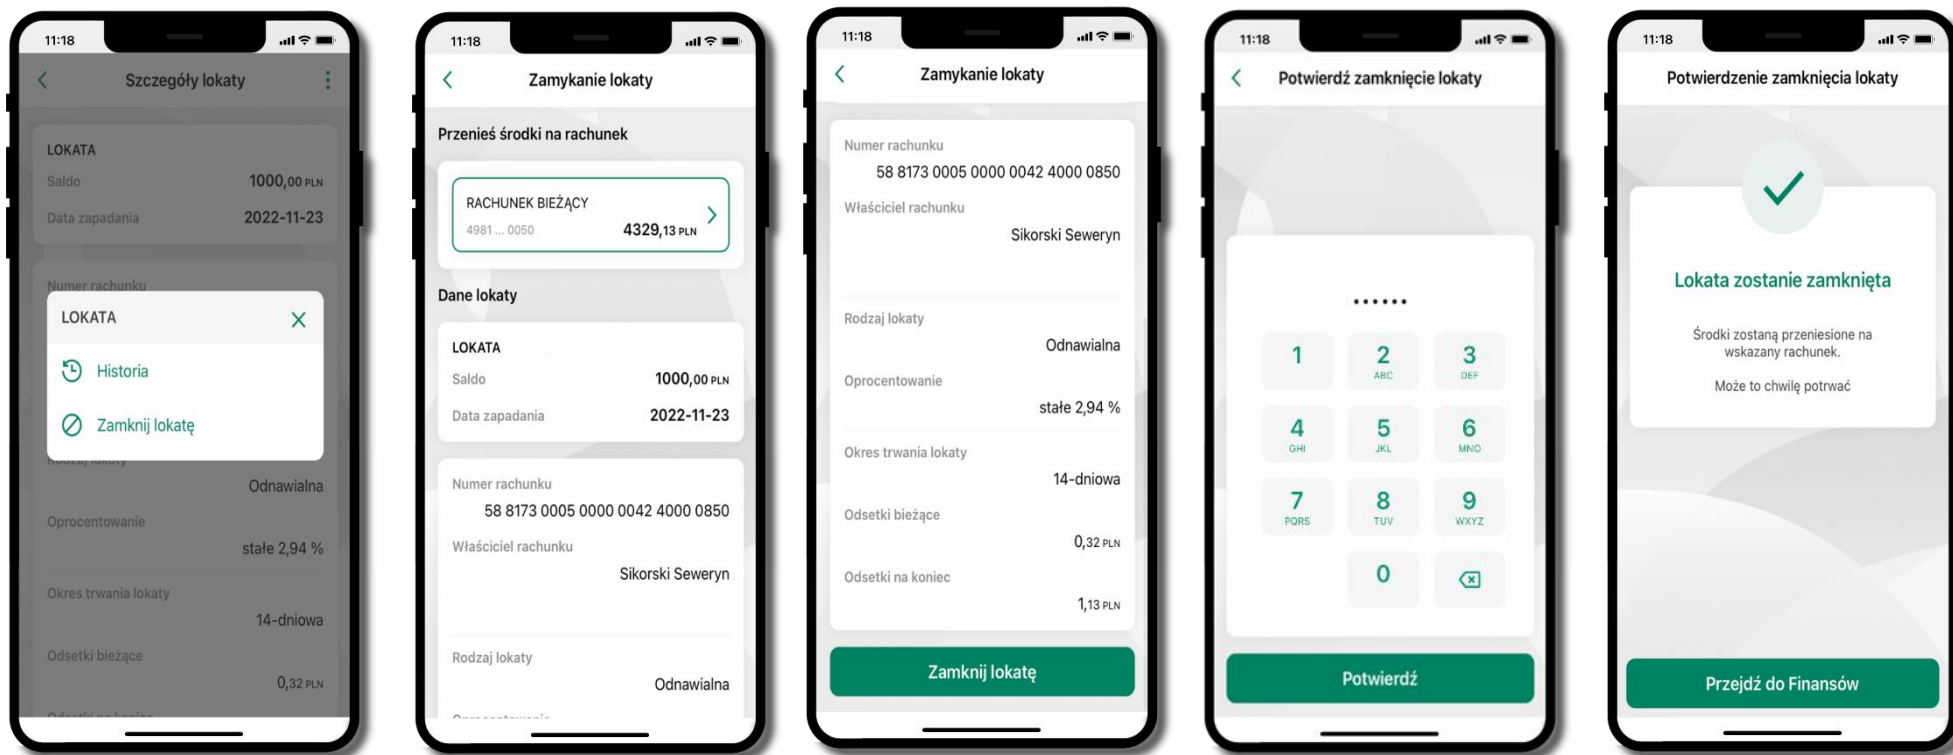 11:18
Szczegóły lokaty
LOKATA
Saldo 1000,00 PLN
Data zapadania 2022-11-23
Numer rachunku
LOKATA
Historia
Zamknij lokatę
Rodzaj lokaty
Odnawialna
Oprocentowanie
stałe 2,94 %
Okres trwania lokaty
14-dniowa
Odsetki bieżące
0,32 PLN
Odsetki na koniec
11:18
Zamykanie lokaty
Przenieś środki na rachunek
RACHUNEK BIEŻĄCY
4981 ... 0050 4329,13 PLN
Dane lokaty
LOKATA
Saldo 1000,00 PLN
Data zapadania 2022-11-23
Numer rachunku
58 8173 0005 0000 0042 4000 0850
Właściciel rachunku
Sikorski Seweryn
Rodzaj lokaty
Odnawialna
Oprocentowanie
11:18
Zamykanie lokaty
Numer rachunku
58 8173 0005 0000 0042 4000 0850
Właściciel rachunku
Sikorski Seweryn
Rodzaj lokaty
Odnawialna
Oprocentowanie
stałe 2,94 %
Okres trwania lokaty
14-dniowa
Odsetki bieżące
0,32 PLN
Odsetki na koniec
1,13 PLN
Zamknij lokatę
11:18
Potwierdź zamknięcie lokaty
1 2 3
ABC DEF
4 5 6
GHI JKL MNO
7 8 9
PQRS TUV WXYZ
0
Potwierdź
11:18
Potwierdzenie zamknięcia lokaty
Lokata zostanie zamknięta
Środki zostaną przeniesione na
wskazany rachunek.
Może to chwilę potrwać
Przejdź do Finansów